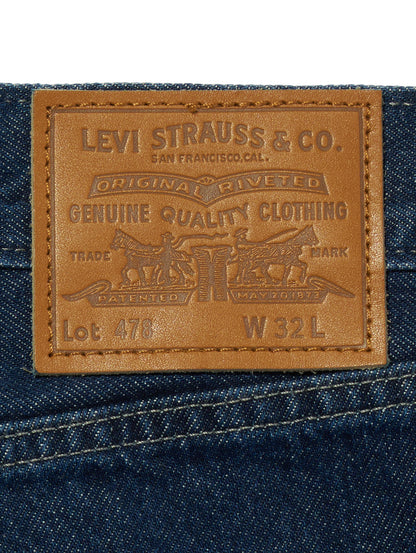 LEVI STRAUSS & CO.
SAN FRANCISCO, CAL.
ORIGINAL RIVETED
GENUINE QUALITY CLOTHING
TRADE MARK
PATENTED MAY 20 1873
Lot 478 W 32 L